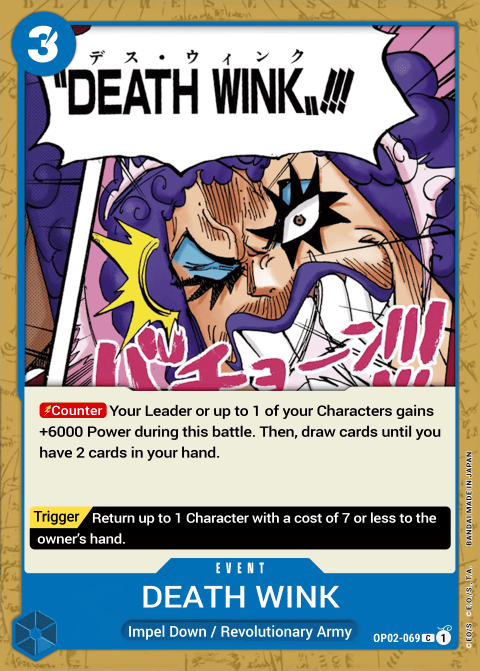 3
デス・ウィンク
"DEATH WINK"!!!
バチョーン!!!
⚡Counter Your Leader or up to 1 of your Characters gains
+6000 Power during this battle. Then, draw cards until you
have 2 cards in your hand.
Trigger Return up to 1 Character with a cost of 7 or less to the
owner's hand.
EVENT
DEATH WINK
Impel Down / Revolutionary Army
OP02-069 C 1
BANDAI MADE IN JAPAN